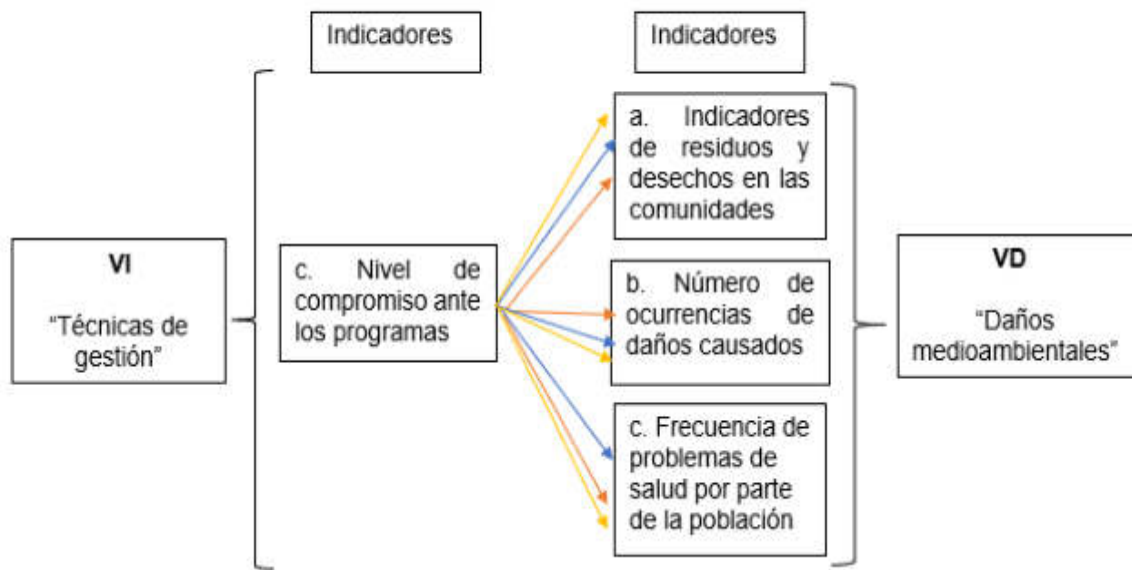 Indicadores
Indicadores
VI
"Técnicas de
gestión"
c. Nivel de
compromiso ante
los programas
a. Indicadores
de residuos y
desechos en las
comunidades
b. Número de
ocurrencias de
daños causados
c. Frecuencia de
problemas de
salud por parte
de la población
VD
"Daños
medioambientales"